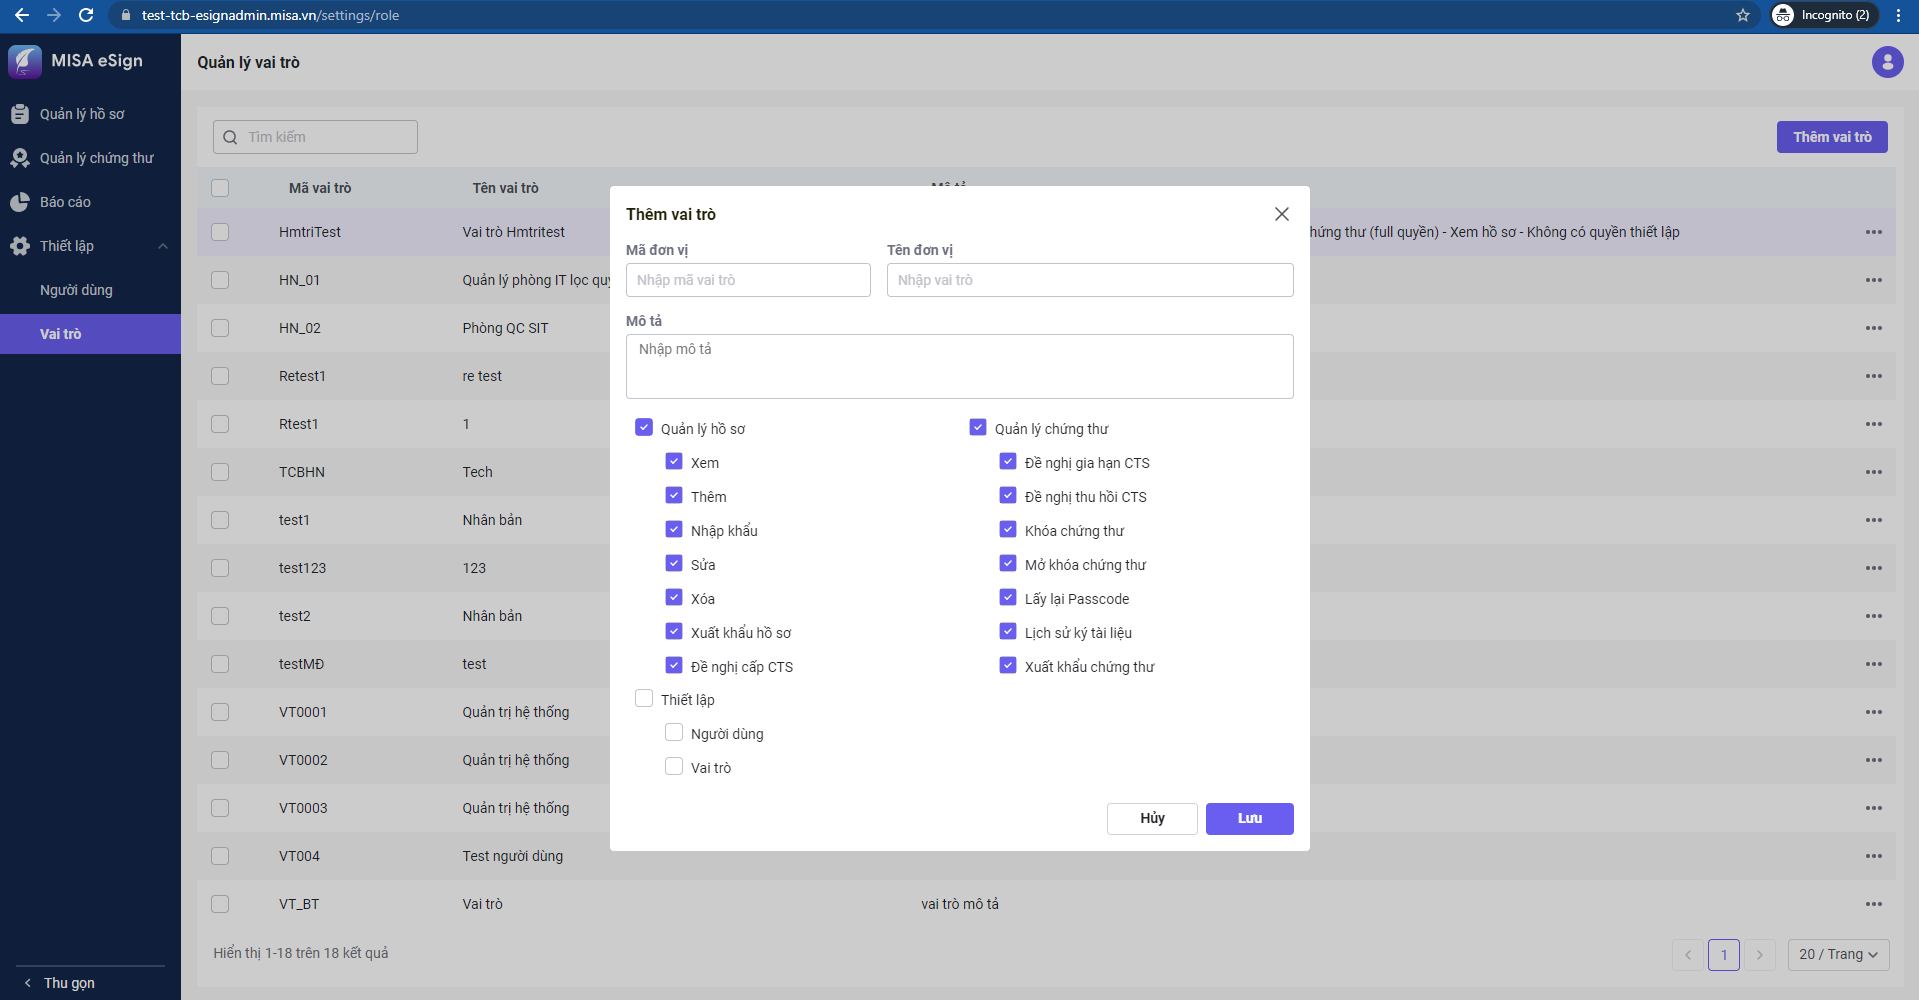 test-tcb-esignadmin.misa.vn/settings/role
Incognito (2)
MISA eSign
Quản lý vai trò
Quản lý hồ sơ
Quản lý chứng thư
Báo cáo
Thiết lập
Người dùng
Vai trò
Tìm kiếm
Thêm vai trò
Mã vai trò Tên vai trò Mô tả
HmtriTest Vai trò Hmtritest hứng thư (full quyền) - Xem hồ sơ - Không có quyền thiết lập
HN_01 Quản lý phòng IT lọc quy
HN_02 Phòng QC SIT
Retest1 re test
Rtest1 1
TCBHN Tech
test1 Nhân bản
test123 123
test2 Nhân bản
testMĐ test
VT0001 Quản trị hệ thống
VT0002 Quản trị hệ thống
VT0003 Quản trị hệ thống
VT004 Test người dùng
VT_BT Vai trò vai trò mô tả
Hiển thị 1-18 trên 18 kết quả
1
20 / Trang
Thu gọn
Thêm vai trò
Mã đơn vị Tên đơn vị
Nhập mã vai trò Nhập vai trò
Mô tả
Nhập mô tả
Quản lý hồ sơ
Xem
Thêm
Nhập khẩu
Sửa
Xóa
Xuất khẩu hồ sơ
Đề nghị cấp CTS
Quản lý chứng thư
Đề nghị gia hạn CTS
Đề nghị thu hồi CTS
Khóa chứng thư
Mở khóa chứng thư
Lấy lại Passcode
Lịch sử ký tài liệu
Xuất khẩu chứng thư
Thiết lập
Người dùng
Vai trò
Hủy Lưu